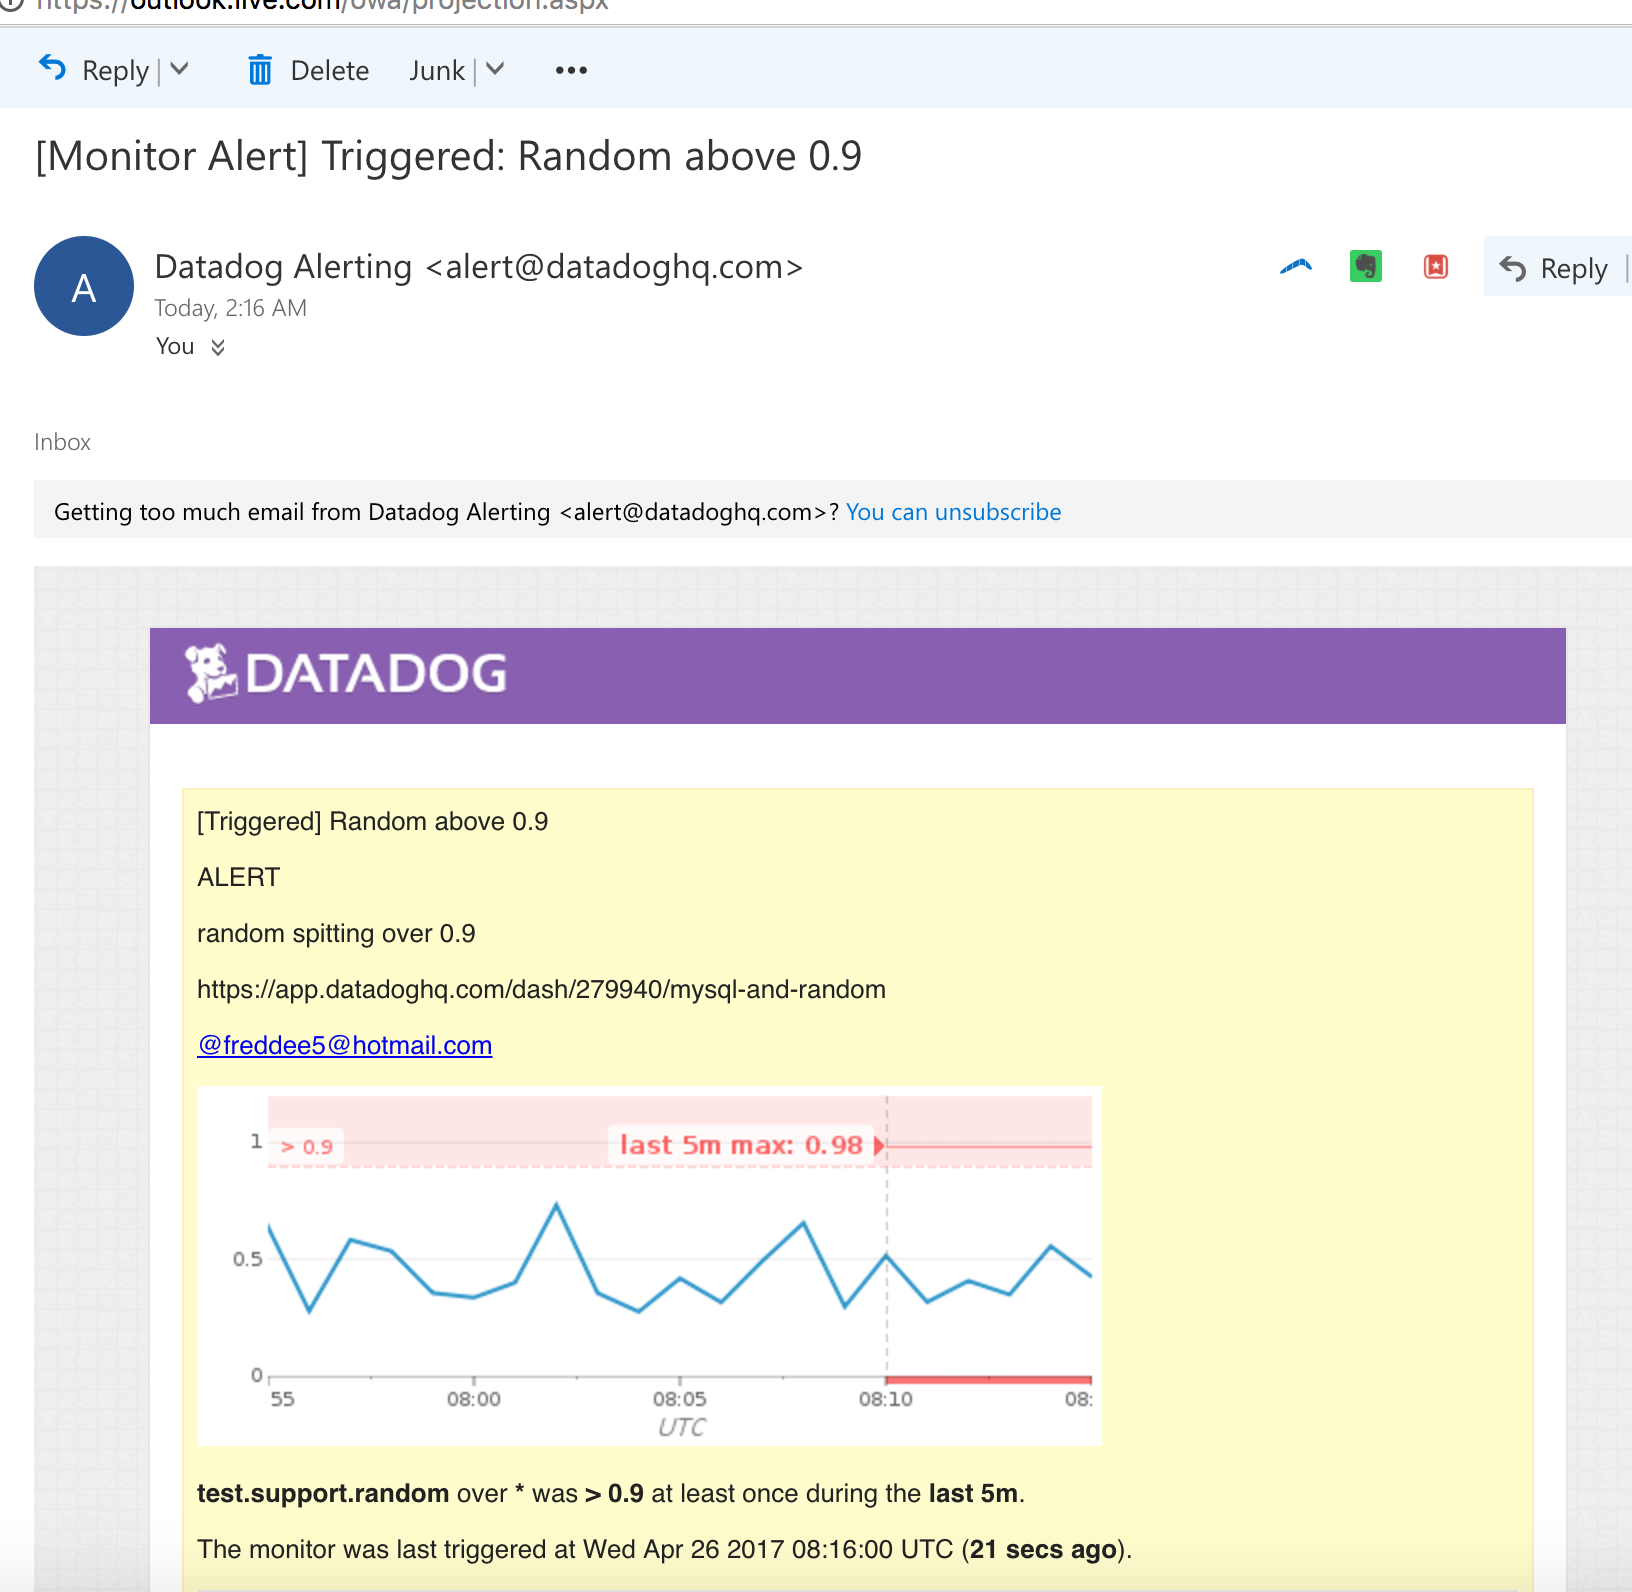 https://outlook.live.com/owa/projection.aspx
Reply Delete Junk
[Monitor Alert] Triggered: Random above 0.9
A
Datadog Alerting <alert@datadoghq.com>
Reply
Today, 2:16 AM
You
Inbox
Getting too much email from Datadog Alerting <alert@datadoghq.com>? You can unsubscribe
DATADOG
[Triggered] Random above 0.9
ALERT
random spitting over 0.9
https://app.datadoghq.com/dash/279940/mysql-and-random
@freddee5@hotmail.com
1
> 0.9
last 5m max: 0.98
0.5
0
55 08:00 08:05 08:10 08:
UTC
test.support.random over * was > 0.9 at least once during the last 5m.
The monitor was last triggered at Wed Apr 26 2017 08:16:00 UTC (21 secs ago).